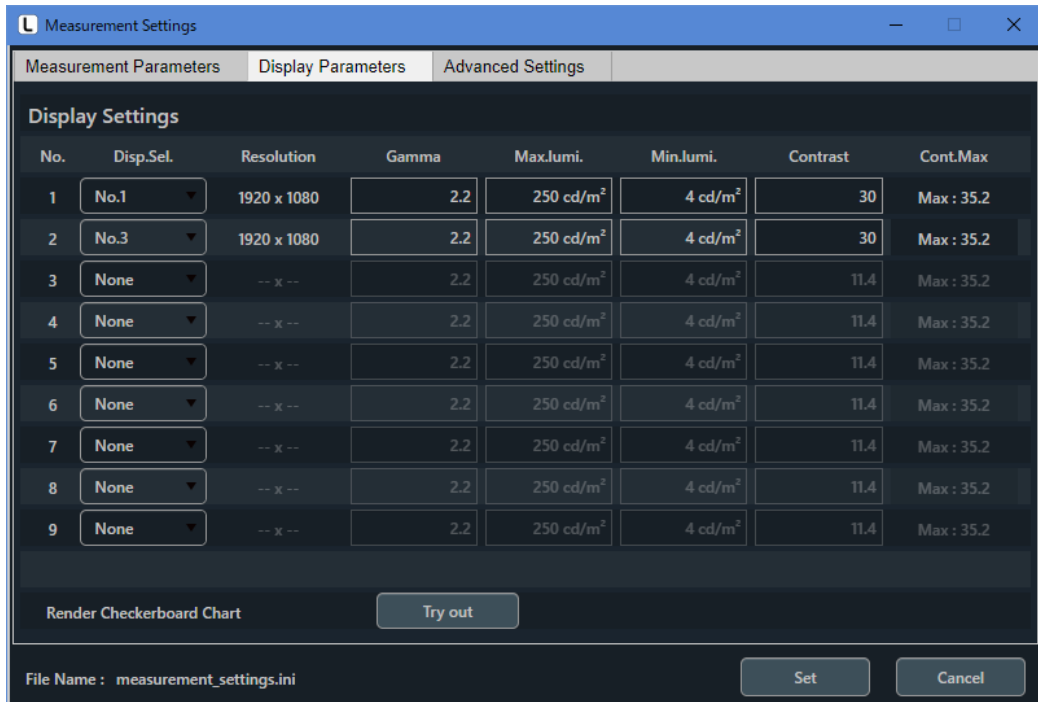 L Measurement Settings
Measurement Parameters Display Parameters Advanced Settings
Display Settings
No. Disp.Sel. Resolution Gamma Max.lumi. Min.lumi. Contrast Cont.Max
1 No.1 1920 x 1080 2.2 250 cd/m² 4 cd/m² 30 Max : 35.2
2 No.3 1920 x 1080 2.2 250 cd/m² 4 cd/m² 30 Max : 35.2
3 None -- x -- 2.2 250 cd/m² 4 cd/m² 11.4 Max : 35.2
4 None -- x -- 2.2 250 cd/m² 4 cd/m² 11.4 Max : 35.2
5 None -- x -- 2.2 250 cd/m² 4 cd/m² 11.4 Max : 35.2
6 None -- x -- 2.2 250 cd/m² 4 cd/m² 11.4 Max : 35.2
7 None -- x -- 2.2 250 cd/m² 4 cd/m² 11.4 Max : 35.2
8 None -- x -- 2.2 250 cd/m² 4 cd/m² 11.4 Max : 35.2
9 None -- x -- 2.2 250 cd/m² 4 cd/m² 11.4 Max : 35.2
Render Checkerboard Chart Try out
File Name : measurement_settings.ini Set Cancel